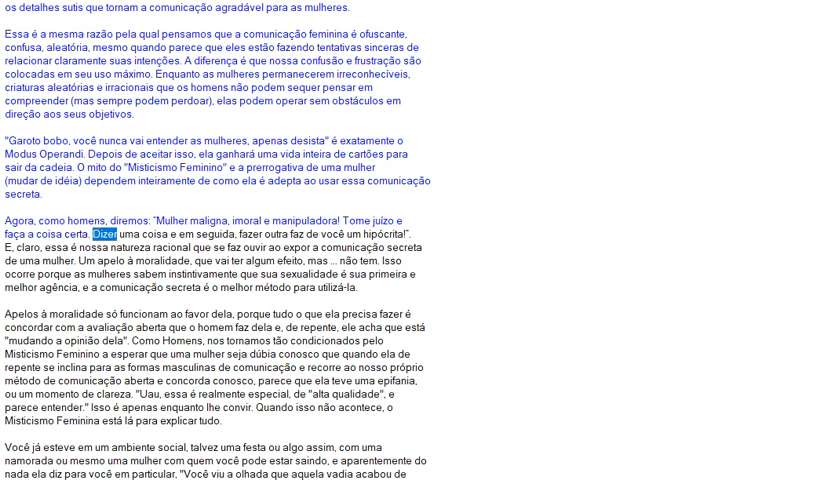 os detalhes sutis que tornam a comunicação agradável para as mulheres.
Essa é a mesma razão pela qual pensamos que a comunicação feminina é ofuscante,
confusa, aleatória, mesmo quando parece que eles estão fazendo tentativas sinceras de
relacionar claramente suas intenções. A diferença é que nossa confusão e frustração são
colocadas em seu uso máximo. Enquanto as mulheres permanecerem irreconhecíveis,
criaturas aleatórias e irracionais que os homens não podem sequer pensar em
compreender (mas sempre podem perdoar), elas podem operar sem obstáculos em
direção aos seus objetivos.
"Garoto bobo, você nunca vai entender as mulheres, apenas desista" é exatamente o
Modus Operandi. Depois de aceitar isso, ela ganhará uma vida inteira de cartões para
sair da cadeia. O mito do "Misticismo Feminino" e a prerrogativa de uma mulher
(mudar de idéia) dependem inteiramente de como ela é adepta ao usar essa comunicação
secreta.
Agora, como homens, diremos: “Mulher maligna, imoral e manipuladora! Tome juízo e
faça a coisa certa. Dizer uma coisa e em seguida, fazer outra faz de você um hipócrita!”.
E, claro, essa é nossa natureza racional que se faz ouvir ao expor a comunicação secreta
de uma mulher. Um apelo à moralidade, que vai ter algum efeito, mas ... não tem. Isso
ocorre porque as mulheres sabem instintivamente que sua sexualidade é sua primeira e
melhor agência, e a comunicação secreta é o melhor método para utilizá-la.
Apelos à moralidade só funcionam ao favor dela, porque tudo o que ela precisa fazer é
concordar com a avaliação aberta que o homem faz dela e, de repente, ele acha que está
"mudando a opinião dela". Como Homens, nos tornamos tão condicionados pelo
Misticismo Feminino a esperar que uma mulher seja dúbia conosco que quando ela de
repente se inclina para as formas masculinas de comunicação e recorre ao nosso próprio
método de comunicação aberta e concorda conosco, parece que ela teve uma epifania,
ou um momento de clareza. "Uau, essa é realmente especial, de "alta qualidade", e
parece entender." Isso é apenas enquanto lhe convir. Quando isso não acontece, o
Misticismo Feminina está lá para explicar tudo.
Você já esteve em um ambiente social, talvez uma festa ou algo assim, com uma
namorada ou mesmo uma mulher com quem você pode estar saindo, e aparentemente do
nada ela diz para você em particular, "Você viu a olhada que aquela vadia acabou de